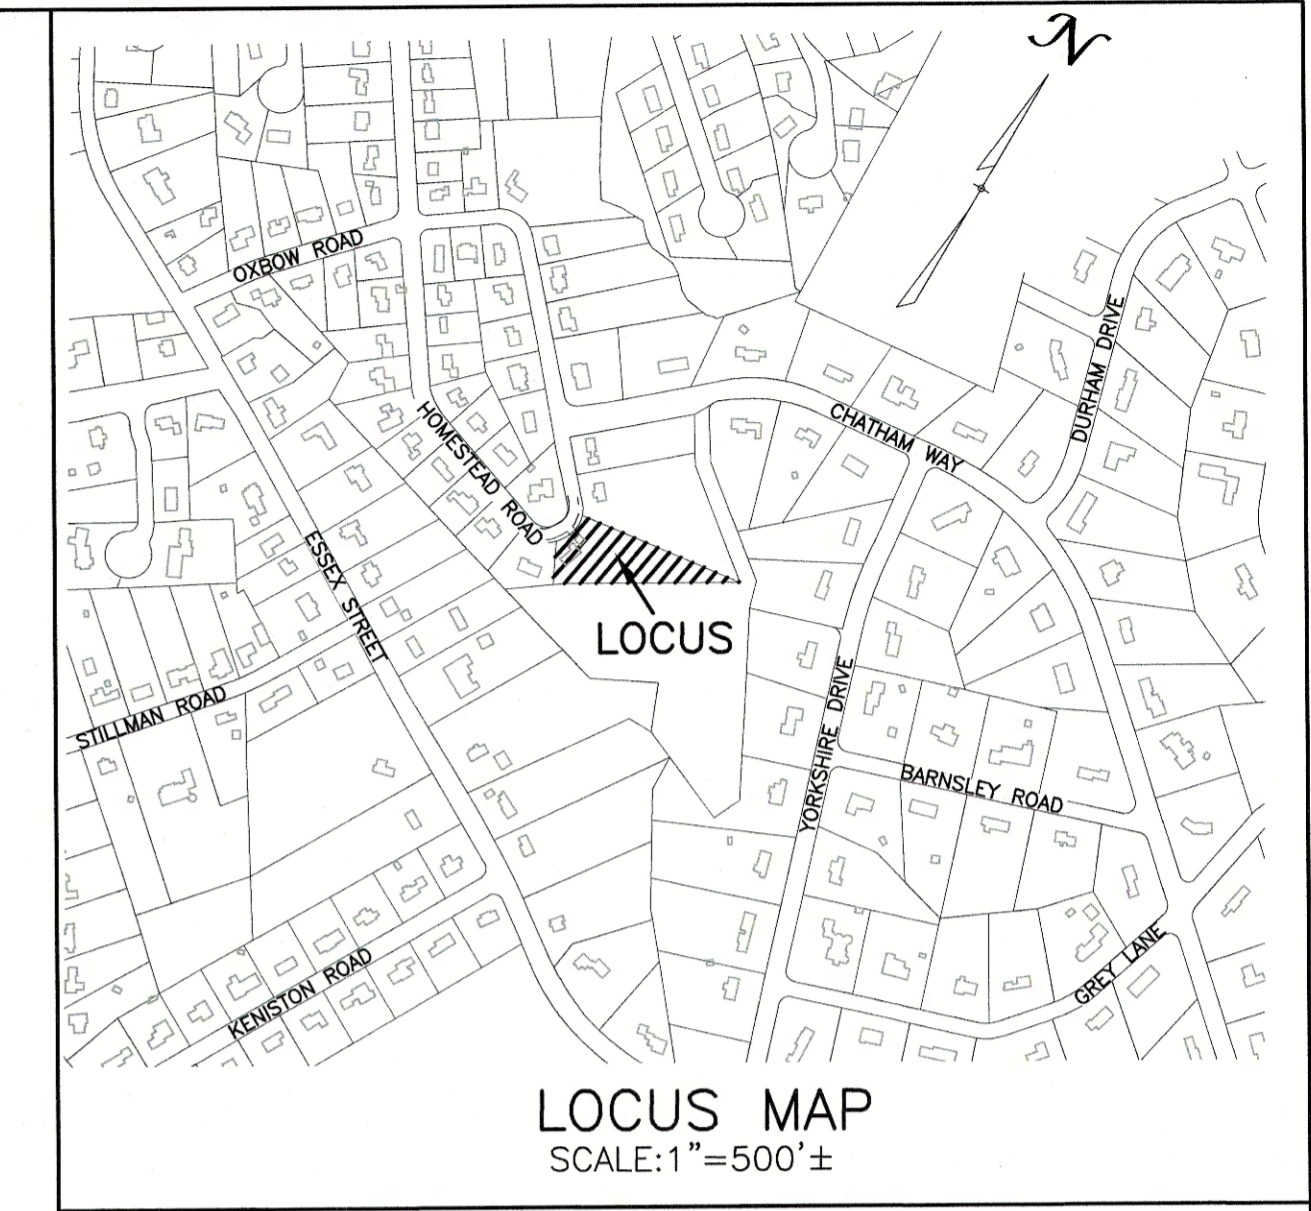 N
OXBOW ROAD
DURHAM DRIVE
CHATHAM WAY
HOMESTEAD ROAD
ESSEX STREET
LOCUS
STILLMAN ROAD
YORKSHIRE DRIVE
BARNSLEY ROAD
GREY LANE
KENISTON ROAD
LOCUS MAP
SCALE:1"=500'±